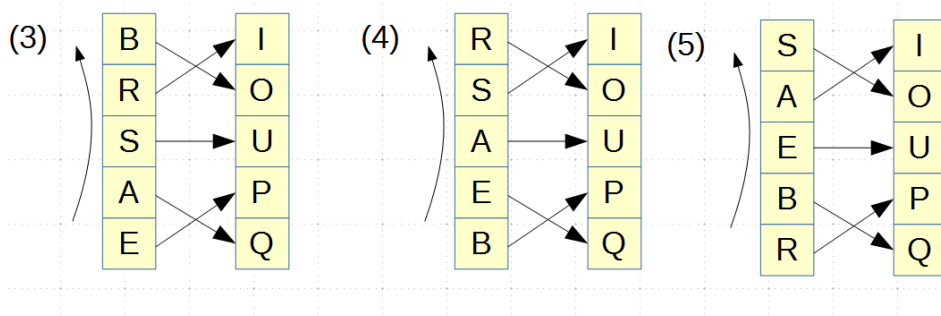 (3)
B I
R O
S U
A P
E Q
(4)
R I
S O
A U
E P
B Q
(5)
S I
A O
E U
B P
R Q